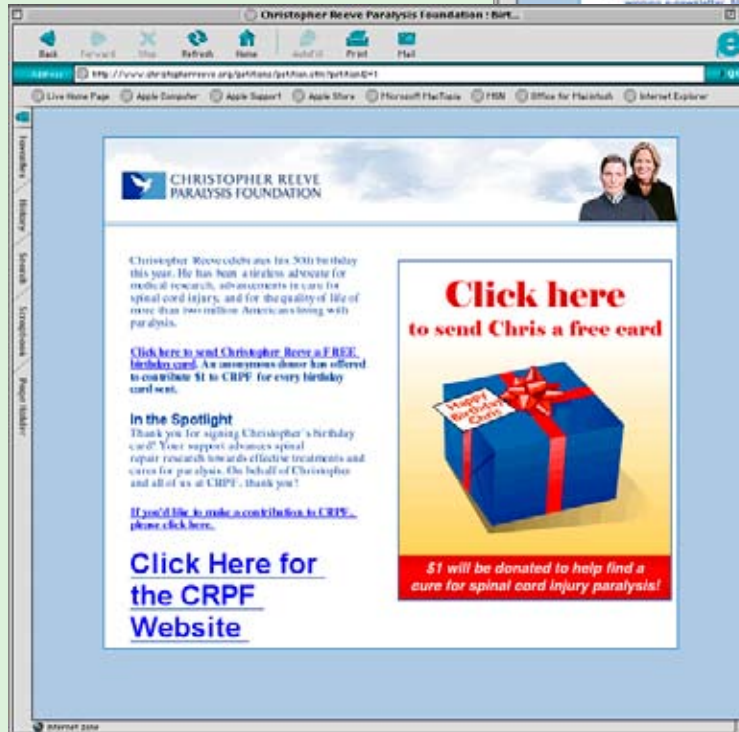 Christopher Reeve Paralysis Foundation : Birt...
Back Forward Stop Refresh Home AutoFill Print Mail
Address http://www.christopherreeve.org/petitions/petition.cfm?petitionID=1
Live Home Page Apple Computer Apple Support Apple Store Microsoft MacTopia MSN Office for Macintosh Internet Explorer
Favorites
History
Search
Scrapbook
Page Holder
CHRISTOPHER REEVE
PARALYSIS FOUNDATION
Christopher Reeve celebrates his 50th birthday
this year. He has been a tireless advocate for
medical research, advancements in care for
spinal cord injury, and for the quality of life of
more than two million Americans living with
paralysis.
Click here to send Christopher Reeve a FREE
birthday card. An anonymous donor has offered
to contribute $1 to CRPF for every birthday
card sent.
In the Spotlight
Thank you for signing Christopher's birthday
card! Your support advances spinal
repair research towards effective treatments and
cures for paralysis. On behalf of Christopher
and all of us at CRPF, thank you!
If you'd like to make a contribution to CRPF,
please click here.
Click Here for
the CRPF
Website
Click here
to send Chris a free card
Happy
Birthday
Chris
$1 will be donated to help find a
cure for spinal cord injury paralysis!
Internet zone